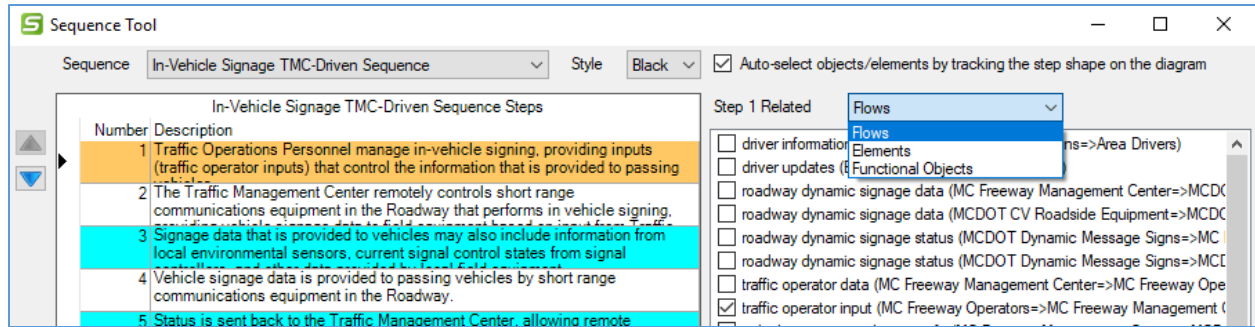 Sequence Tool
Sequence In-Vehicle Signage TMC-Driven Sequence Style Black Auto-select objects/elements by tracking the step shape on the diagram
In-Vehicle Signage TMC-Driven Sequence Steps
Number Description
1 Traffic Operations Personnel manage in-vehicle signing, providing inputs
(traffic operator inputs) that control the information that is provided to passing
2 The Traffic Management Center remotely controls short range
communications equipment in the Roadway that performs in vehicle signing,
3 Signage data that is provided to vehicles may also include information from
local environmental sensors, current signal control states from signal
4 Vehicle signage data is provided to passing vehicles by short range
communications equipment in the Roadway.
5 Status is sent back to the Traffic Management Center, allowing remote
Step 1 Related Flows
Flows
Elements
Functional Objects
driver information ns=>Area Drivers)
driver updates (
roadway dynamic signage data (MC Freeway Management Center=>MCDO
roadway dynamic signage data (MCDOT CV Roadside Equipment=>MCDO
roadway dynamic signage status (MCDOT Dynamic Message Signs=>MC
roadway dynamic signage status (MCDOT Dynamic Message Signs=>MCD
traffic operator data (MC Freeway Management Center=>MC Freeway Ope
traffic operator input (MC Freeway Operators=>MC Freeway Management